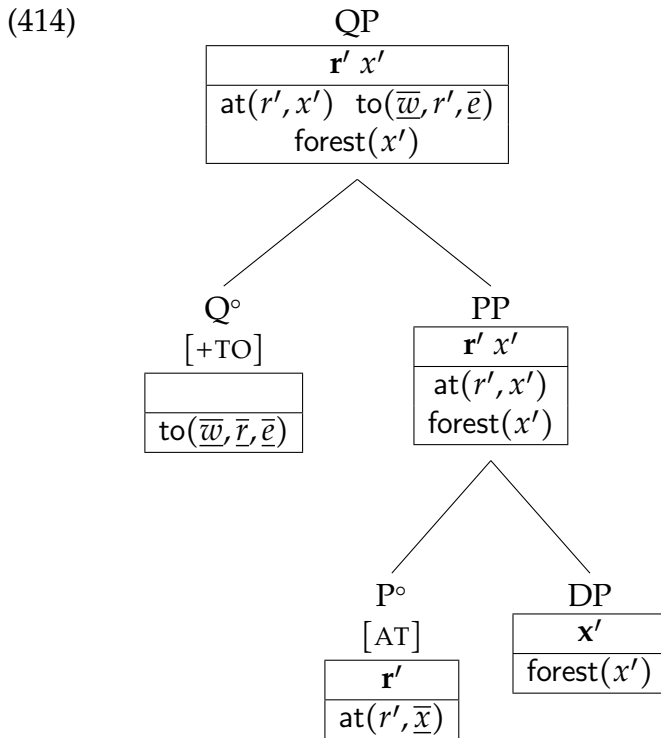 (414)
QP
r′ x′
at(r′, x′) to(w̲̅, r′, e̲̅)
forest(x′)
Q° PP
[+TO] r′ x′
to(w̲̅, r̲̅, e̲̅) at(r′, x′)
forest(x′)
P° DP
[AT] x′
r′ forest(x′)
at(r′, x̲̅)